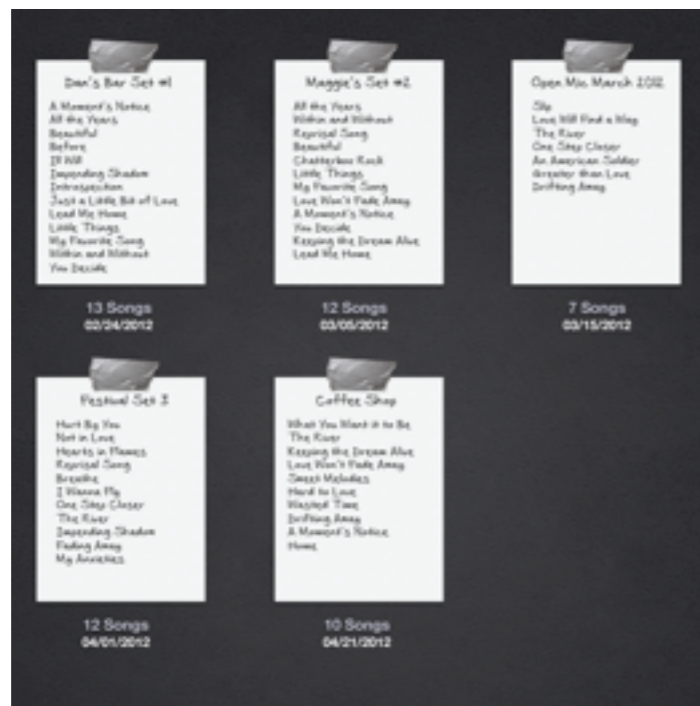 Dan's Bar Set #1
A Moment's Notice
All the Years
Beautiful
Before
Ill Will
Impending Shadow
Introspection
Just a Little Bit of Love
Lead Me Home
Little Things
My Favorite Song
Within and Without
You Decide
13 Songs
02/24/2012
Maggie's Set #2
All the Years
Within and Without
Reprisal Song
Beautiful
Chatterbox Rock
Little Things
My Favorite Song
Love Won't Fade Away
A Moment's Notice
You Decide
Keeping the Dream Alive
Lead Me Home
12 Songs
03/05/2012
Open Mic March 2012
Slip
Love Will Find a Way
The River
One Step Closer
An American Soldier
Greater than Love
Drifting Away
7 Songs
03/15/2012
Festival Set 3
Hurt By You
Not in Love
Hearts in Flames
Reprisal Song
Breathe
I Wanna Fly
One Step Closer
The River
Impending Shadow
Fading Away
My Anxieties
12 Songs
04/01/2012
Coffee Shop
What You Want it to Be
The River
Keeping the Dream Alive
Love Won't Fade Away
Sweet Melodies
Hard to Love
Wasted Time
Drifting Away
A Moment's Notice
Home
10 Songs
04/21/2012